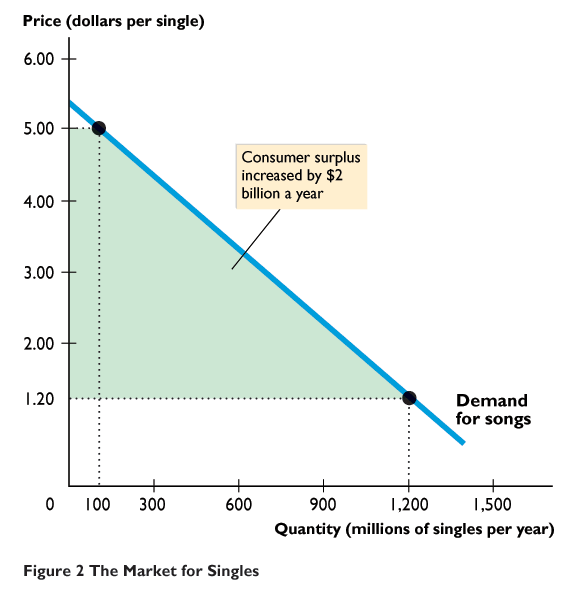 Price (dollars per single)
6.00
5.00
4.00
3.00
2.00
1.20
Consumer surplus
increased by $2
billion a year
Demand
for songs
0 100 300 600 900 1,200 1,500
Quantity (millions of singles per year)
Figure 2 The Market for Singles